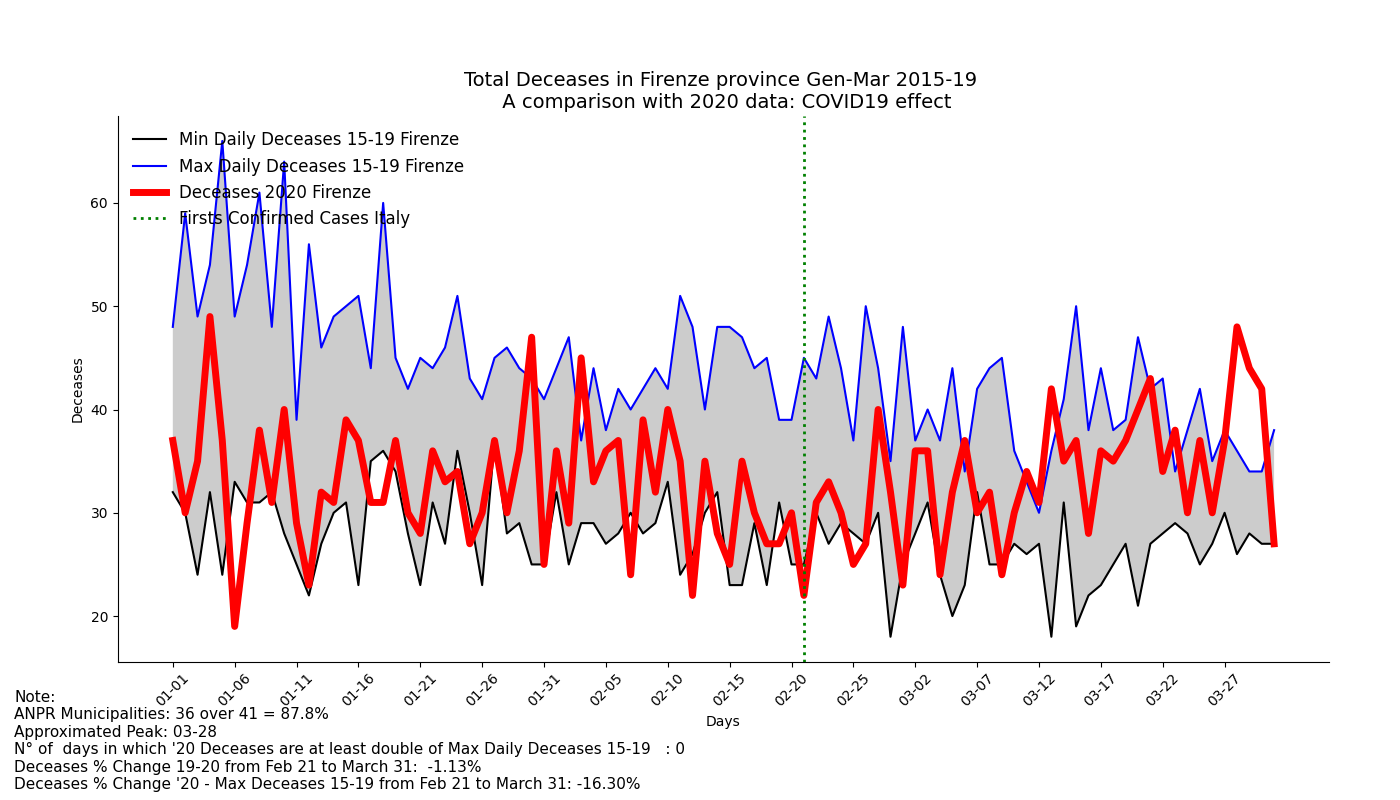 Total Deceases in Firenze province Gen-Mar 2015-19
A comparison with 2020 data: COVID19 effect
Min Daily Deceases 15-19 Firenze
Max Daily Deceases 15-19 Firenze
Deceases 2020 Firenze
Firsts Confirmed Cases Italy
Deceases
60
50
40
30
20
01-01 01-06 01-11 01-16 01-21 01-26 01-31 02-05 02-10 02-15 02-20 02-25 03-02 03-07 03-12 03-17 03-22 03-27
Days
Note:
ANPR Municipalities: 36 over 41 = 87.8%
Approximated Peak: 03-28
N° of  days in which '20 Deceases are at least double of Max Daily Deceases 15-19   : 0
Deceases % Change 19-20 from Feb 21 to March 31:  -1.13%
Deceases % Change '20 - Max Deceases 15-19 from Feb 21 to March 31: -16.30%